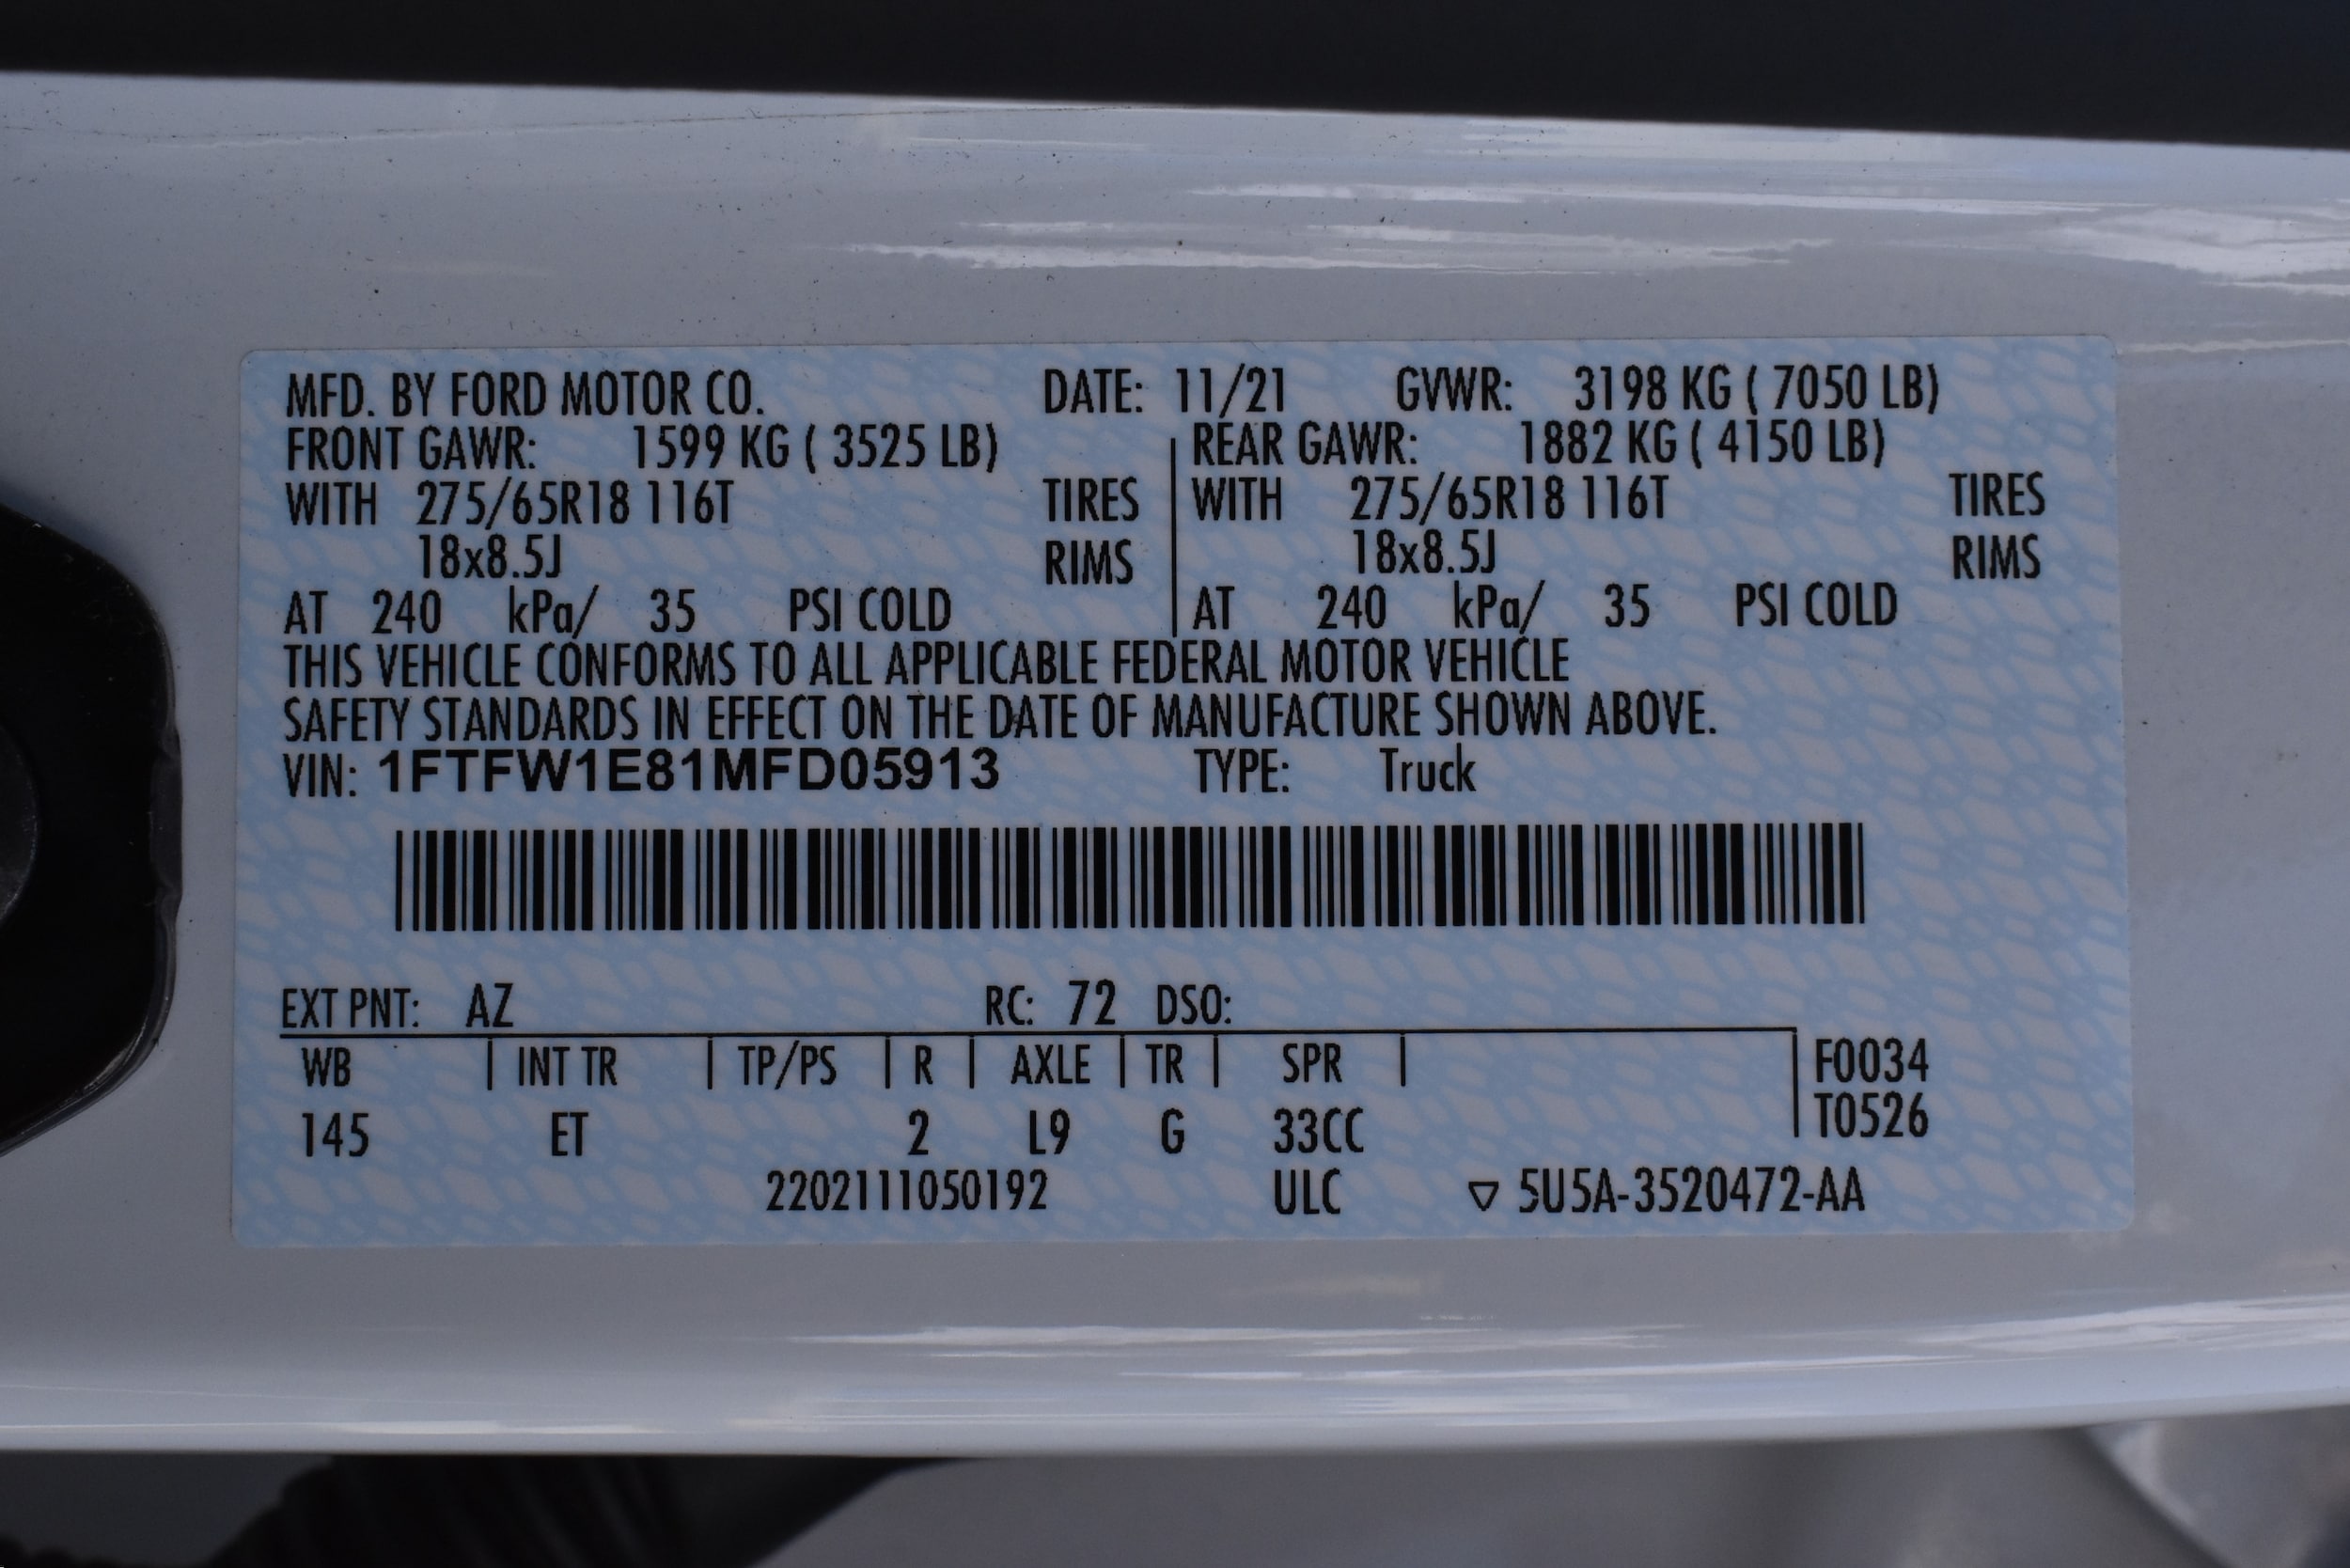 MFD. BY FORD MOTOR CO. DATE: 11/21 GVWR: 3198 KG ( 7050 LB)
FRONT GAWR: 1599 KG ( 3525 LB) REAR GAWR: 1882 KG ( 4150 LB)
WITH 275/65R18 116T TIRES WITH 275/65R18 116T TIRES
18x8.5J RIMS 18x8.5J RIMS
AT 240 kPa/ 35 PSI COLD AT 240 kPa/ 35 PSI COLD
THIS VEHICLE CONFORMS TO ALL APPLICABLE FEDERAL MOTOR VEHICLE
SAFETY STANDARDS IN EFFECT ON THE DATE OF MANUFACTURE SHOWN ABOVE.
VIN: 1FTFW1E81MFD05913 TYPE: Truck
EXT PNT: AZ RC: 72 DSO:
WB INT TR TP/PS R AXLE TR SPR F0034
T0526
145 ET 2 L9 G 33CC
2202111050192 ULC ▽ 5U5A-3520472-AA